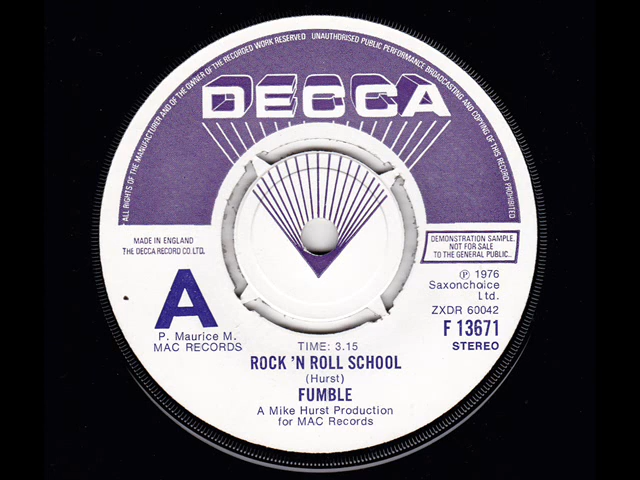 ALL RIGHTS OF THE MANUFACTURER AND OF THE OWNER OF THE RECORDED WORK RESERVED UNAUTHORISED PUBLIC PERFORMANCE BROADCASTING AND COPYING OF THIS RECORD PROHIBITED
DECCA
MADE IN ENGLAND
THE DECCA RECORD CO. LTD.
DEMONSTRATION SAMPLE.
NOT FOR SALE
TO THE GENERAL PUBLIC.
A
P. Maurice M.
MAC RECORDS
℗ 1976
Saxonchoice
Ltd.
ZXDR 60042
F 13671
STEREO
TIME: 3.15
ROCK 'N ROLL SCHOOL
(Hurst)
FUMBLE
A Mike Hurst Production
for MAC Records